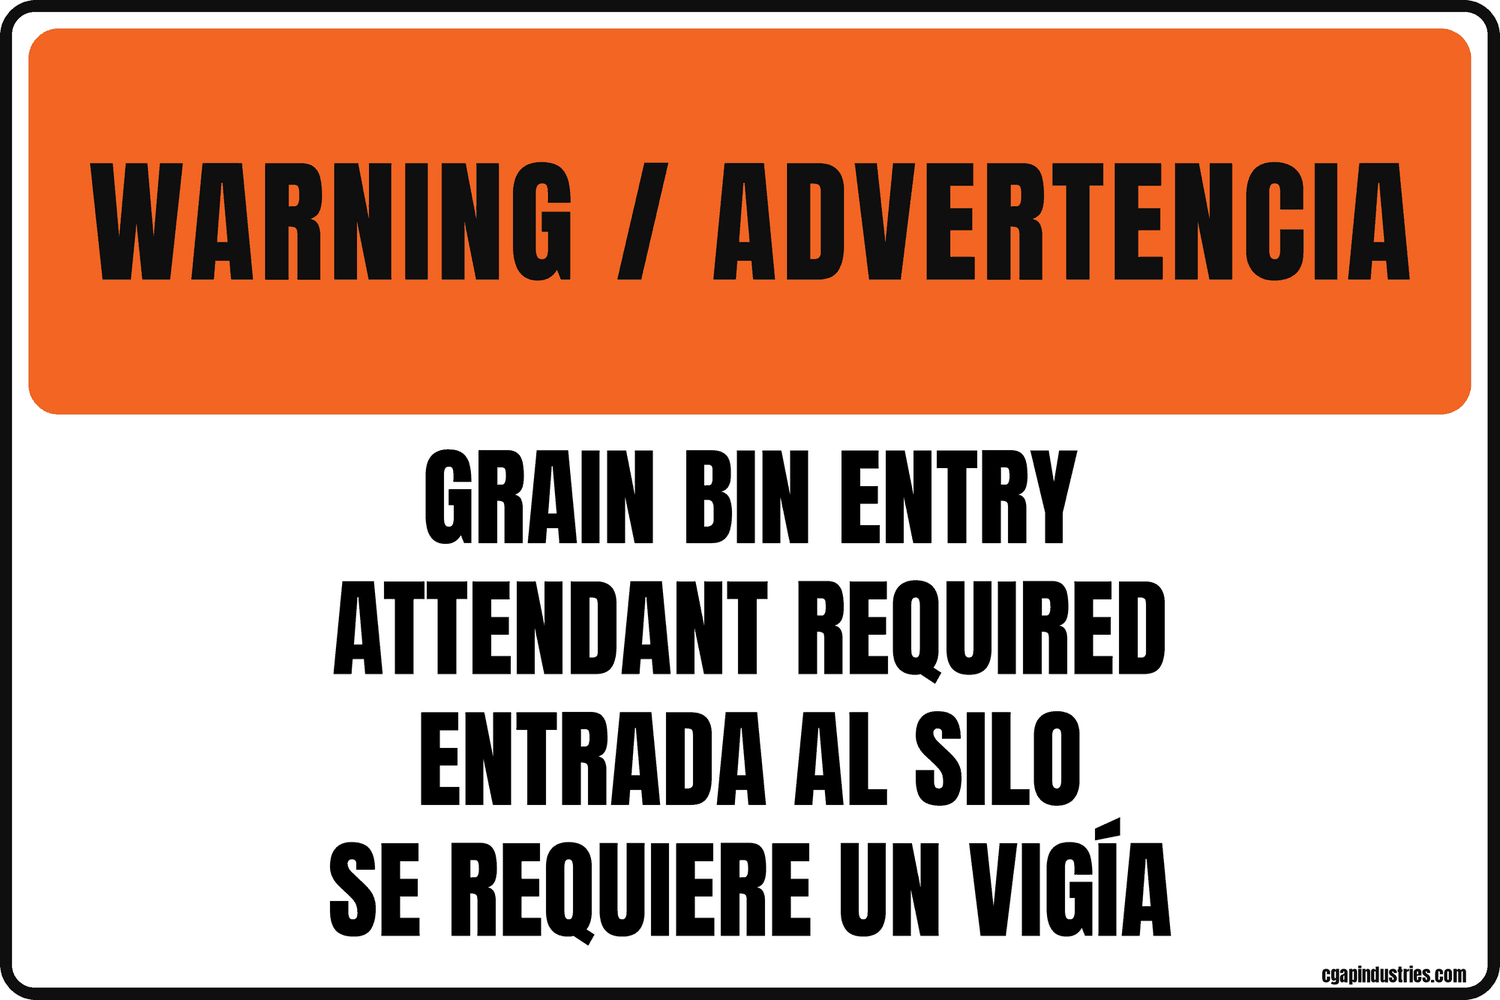 WARNING / ADVERTENCIA
GRAIN BIN ENTRY
ATTENDANT REQUIRED
ENTRADA AL SILO
SE REQUIERE UN VIGÍA
cgapindustries.com